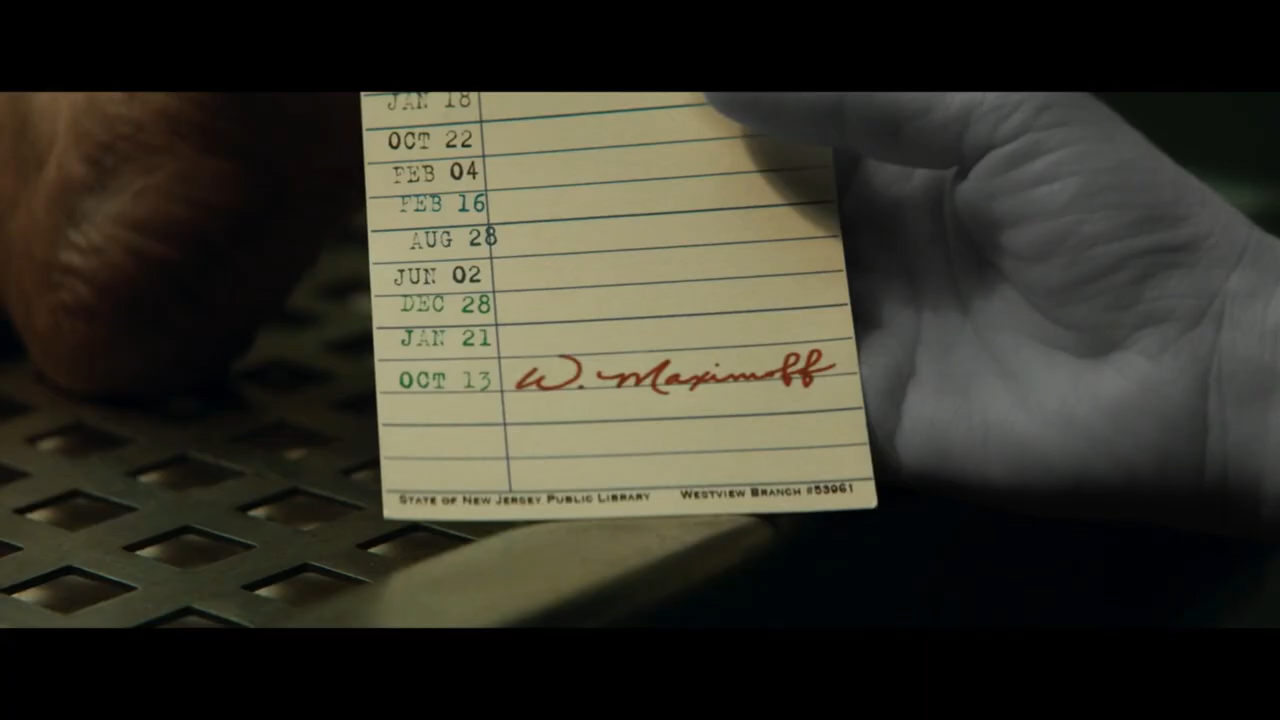 JAN 18
OCT 22
FEB 04
FEB 16
AUG 28
JUN 02
DEC 28
JAN 21
OCT 13 W. Maximoff
STATE OF NEW JERSEY PUBLIC LIBRARY WESTVIEW BRANCH #53961